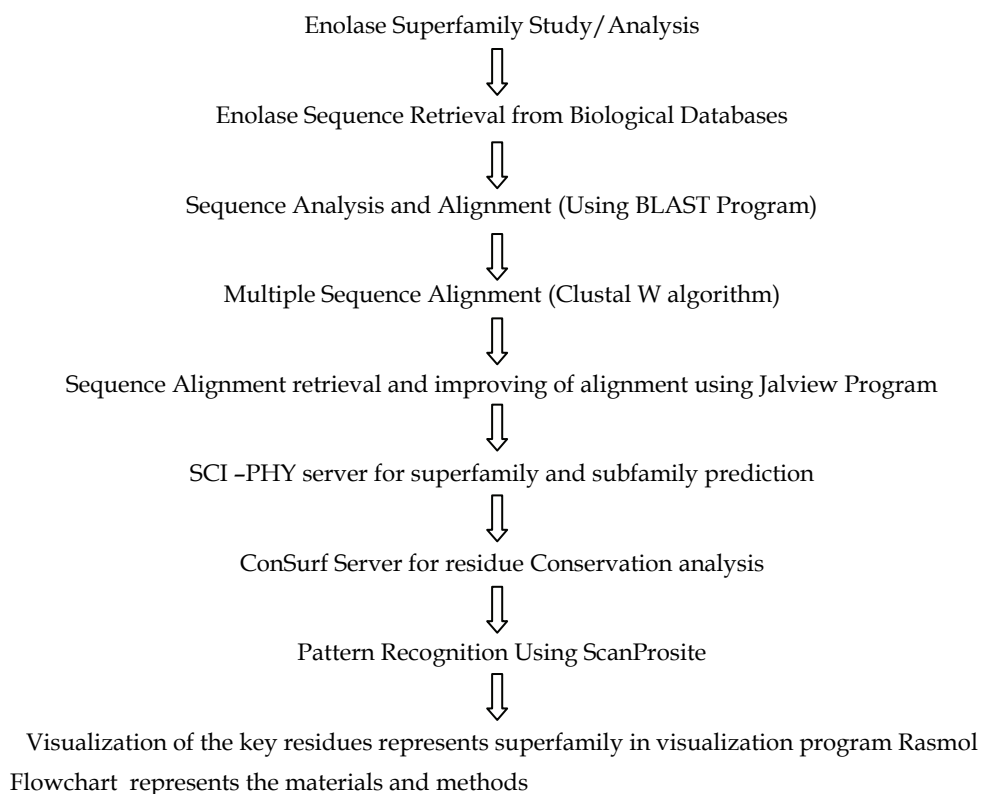 Enolase Superfamily Study/Analysis
Enolase Sequence Retrieval from Biological Databases
Sequence Analysis and Alignment (Using BLAST Program)
Multiple Sequence Alignment (Clustal W algorithm)
Sequence Alignment retrieval and improving of alignment using Jalview Program
SCI –PHY server for superfamily and subfamily prediction
ConSurf Server for residue Conservation analysis
Pattern Recognition Using ScanProsite
Visualization of the key residues represents superfamily in visualization program Rasmol
Flowchart represents the materials and methods